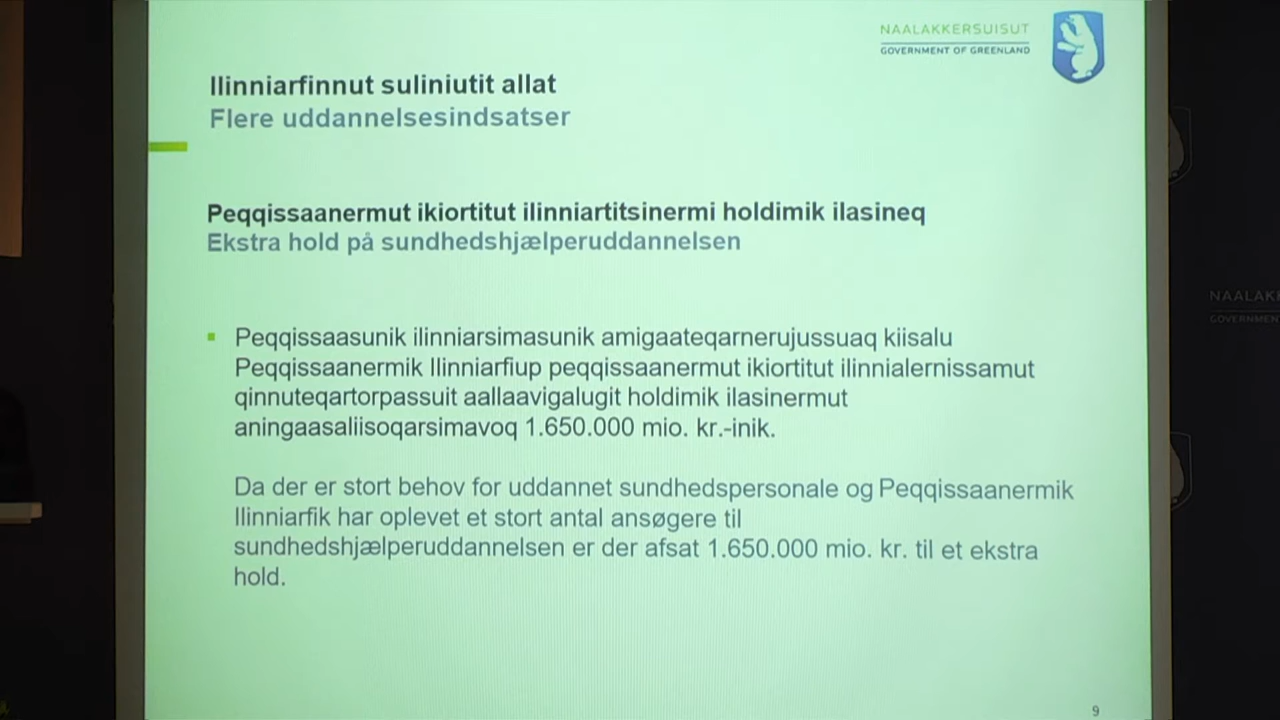 NAALAKKERSUISUT
GOVERNMENT OF GREENLAND
Ilinniarfinnut suliniutit allat
Flere uddannelsesindsatser
Peqqissaanermut ikiortitut ilinniartitsinermi holdimik ilasineq
Ekstra hold på sundhedshjælperuddannelsen
Peqqissaasunik ilinniarsimasunik amigaateqarnerujussuaq kiisalu
Peqqissaanermik Ilinniarfiup peqqissaanermut ikiortitut ilinnialernissamut
qinnuteqartorpassuit aallaavigalugit holdimik ilasinermut
aningaasaliisoqarsimavoq 1.650.000 mio. kr.-inik.
Da der er stort behov for uddannet sundhedspersonale og Peqqissaanermik
Ilinniarfik har oplevet et stort antal ansøgere til
sundhedshjælperuddannelsen er der afsat 1.650.000 mio. kr. til et ekstra
hold.
9